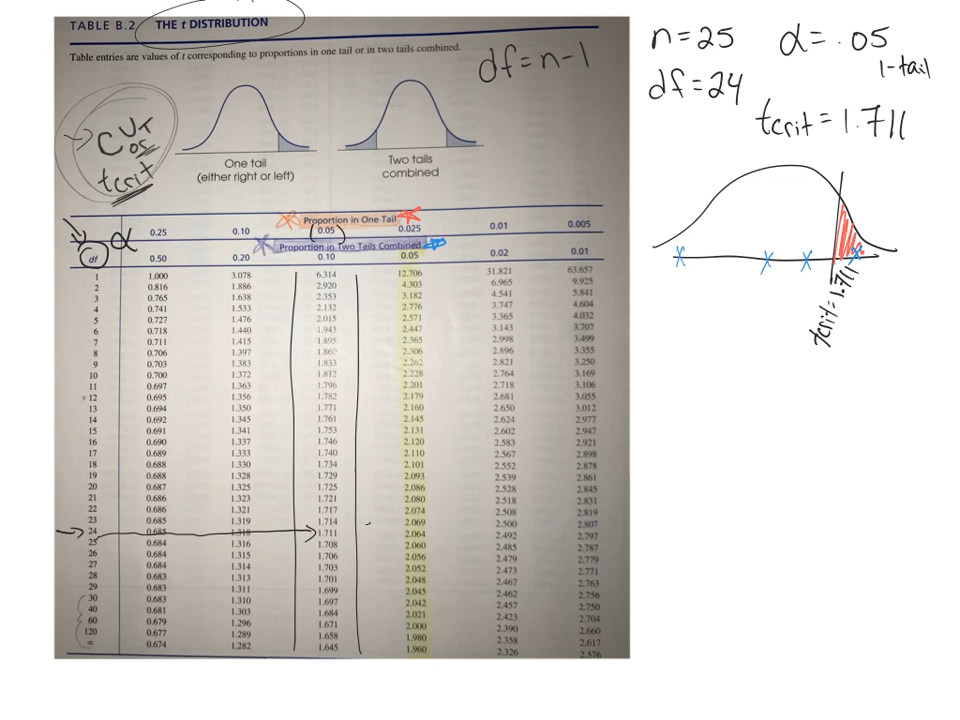 TABLE B.2 THE t DISTRIBUTION
Table entries are values of t corresponding to proportions in one tail or in two tails combined.
df=n-1
n=25 α=.05
1-tail
df=24
tcrit=1.711
→ CUT
OS
tcrit
One tail
(either right or left)
Two tails
combined
Proportion in One Tail
α 0.25 0.10 0.05 0.025 0.01 0.005
Proportion in Two Tails Combined
df 0.50 0.20 0.10 0.05 0.02 0.01
1 1.000 3.078 6.314 12.706 31.821 63.657
2 0.816 1.886 2.920 4.303 6.965 9.925
3 0.765 1.638 2.353 3.182 4.541 5.841
4 0.741 1.533 2.132 2.776 3.747 4.604
5 0.727 1.476 2.015 2.571 3.365 4.032
6 0.718 1.440 1.943 2.447 3.143 3.707
7 0.711 1.415 1.895 2.365 2.998 3.499
8 0.706 1.397 1.860 2.306 2.896 3.355
9 0.703 1.383 1.833 2.262 2.821 3.250
10 0.700 1.372 1.812 2.228 2.764 3.169
11 0.697 1.363 1.796 2.201 2.718 3.106
12 0.695 1.356 1.782 2.179 2.681 3.055
13 0.694 1.350 1.771 2.160 2.650 3.012
14 0.692 1.345 1.761 2.145 2.624 2.977
15 0.691 1.341 1.753 2.131 2.602 2.947
16 0.690 1.337 1.746 2.120 2.583 2.921
17 0.689 1.333 1.740 2.110 2.567 2.898
18 0.688 1.330 1.734 2.101 2.552 2.878
19 0.688 1.328 1.729 2.093 2.539 2.861
20 0.687 1.325 1.725 2.086 2.528 2.845
21 0.686 1.323 1.721 2.080 2.518 2.831
22 0.686 1.321 1.717 2.074 2.508 2.819
23 0.685 1.319 1.714 2.069 2.500 2.807
24 0.685 1.318 1.711 2.064 2.492 2.797
25 0.684 1.316 1.708 2.060 2.485 2.787
26 0.684 1.315 1.706 2.056 2.479 2.779
27 0.684 1.314 1.703 2.052 2.473 2.771
28 0.683 1.313 1.701 2.048 2.467 2.763
29 0.683 1.311 1.699 2.045 2.462 2.756
30 0.683 1.310 1.697 2.042 2.457 2.750
40 0.681 1.303 1.684 2.021 2.423 2.704
60 0.679 1.296 1.671 2.000 2.390 2.660
120 0.677 1.289 1.658 1.980 2.358 2.617
∞ 0.674 1.282 1.645 1.960 2.326 2.576
tcrit=1.711